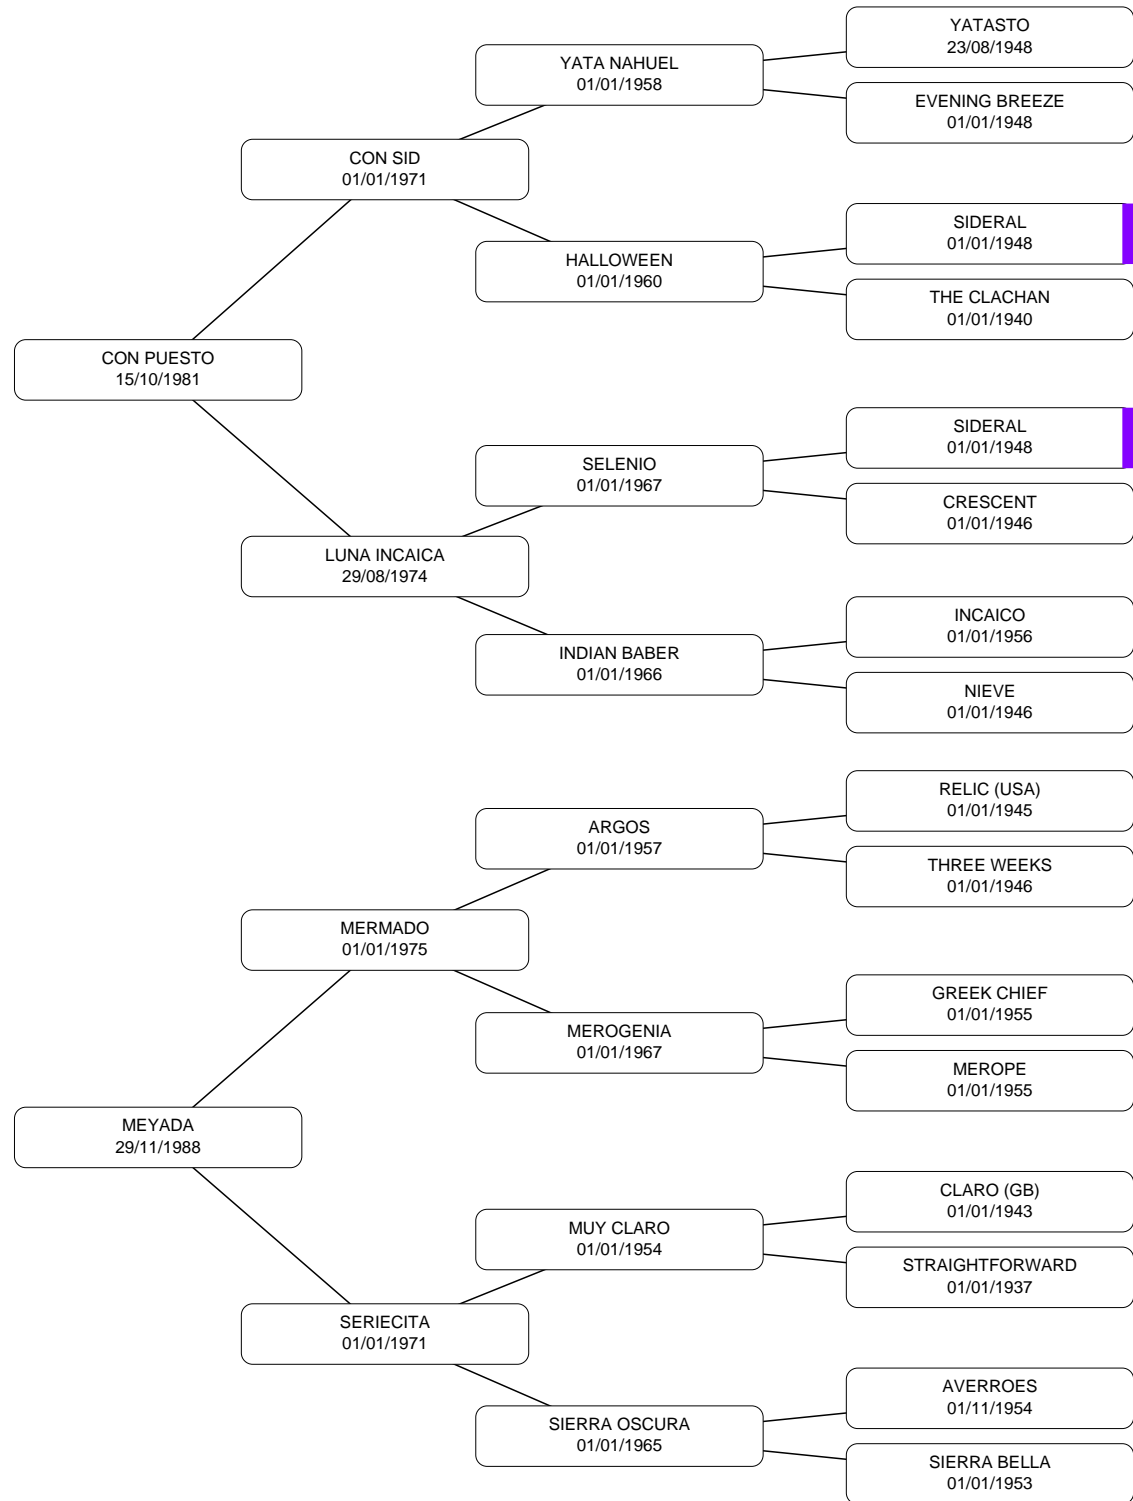 YATASTO
23/08/1948
YATA NAHUEL
01/01/1958
EVENING BREEZE
01/01/1948
CON SID
01/01/1971
SIDERAL
01/01/1948
HALLOWEEN
01/01/1960
THE CLACHAN
01/01/1940
CON PUESTO
15/10/1981
SIDERAL
01/01/1948
SELENIO
01/01/1967
CRESCENT
01/01/1946
LUNA INCAICA
29/08/1974
INCAICO
01/01/1956
INDIAN BABER
01/01/1966
NIEVE
01/01/1946
RELIC (USA)
01/01/1945
ARGOS
01/01/1957
THREE WEEKS
01/01/1946
MERMADO
01/01/1975
GREEK CHIEF
01/01/1955
MEROGENIA
01/01/1967
MEROPE
01/01/1955
MEYADA
29/11/1988
CLARO (GB)
01/01/1943
MUY CLARO
01/01/1954
STRAIGHTFORWARD
01/01/1937
SERIECITA
01/01/1971
AVERROES
01/11/1954
SIERRA OSCURA
01/01/1965
SIERRA BELLA
01/01/1953